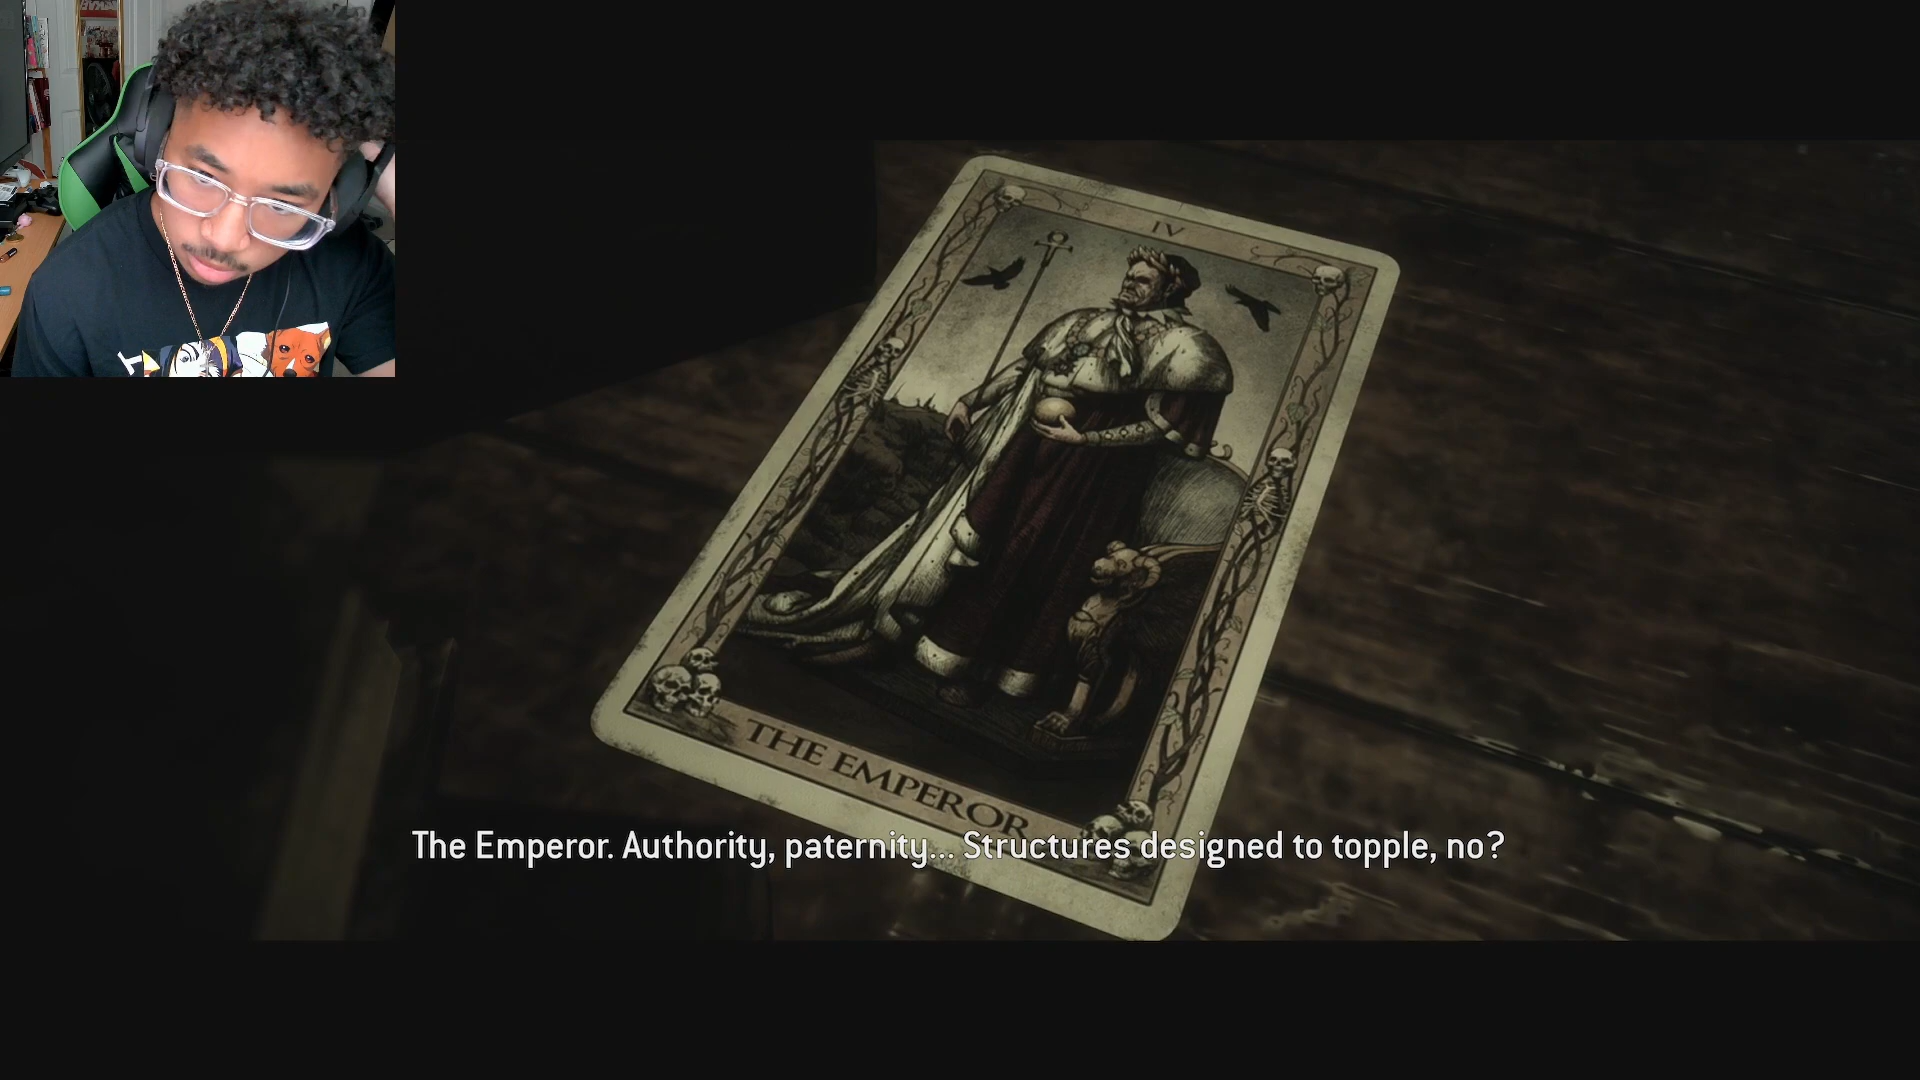 IV
THE EMPEROR
The Emperor. Authority, paternity... Structures designed to topple, no?